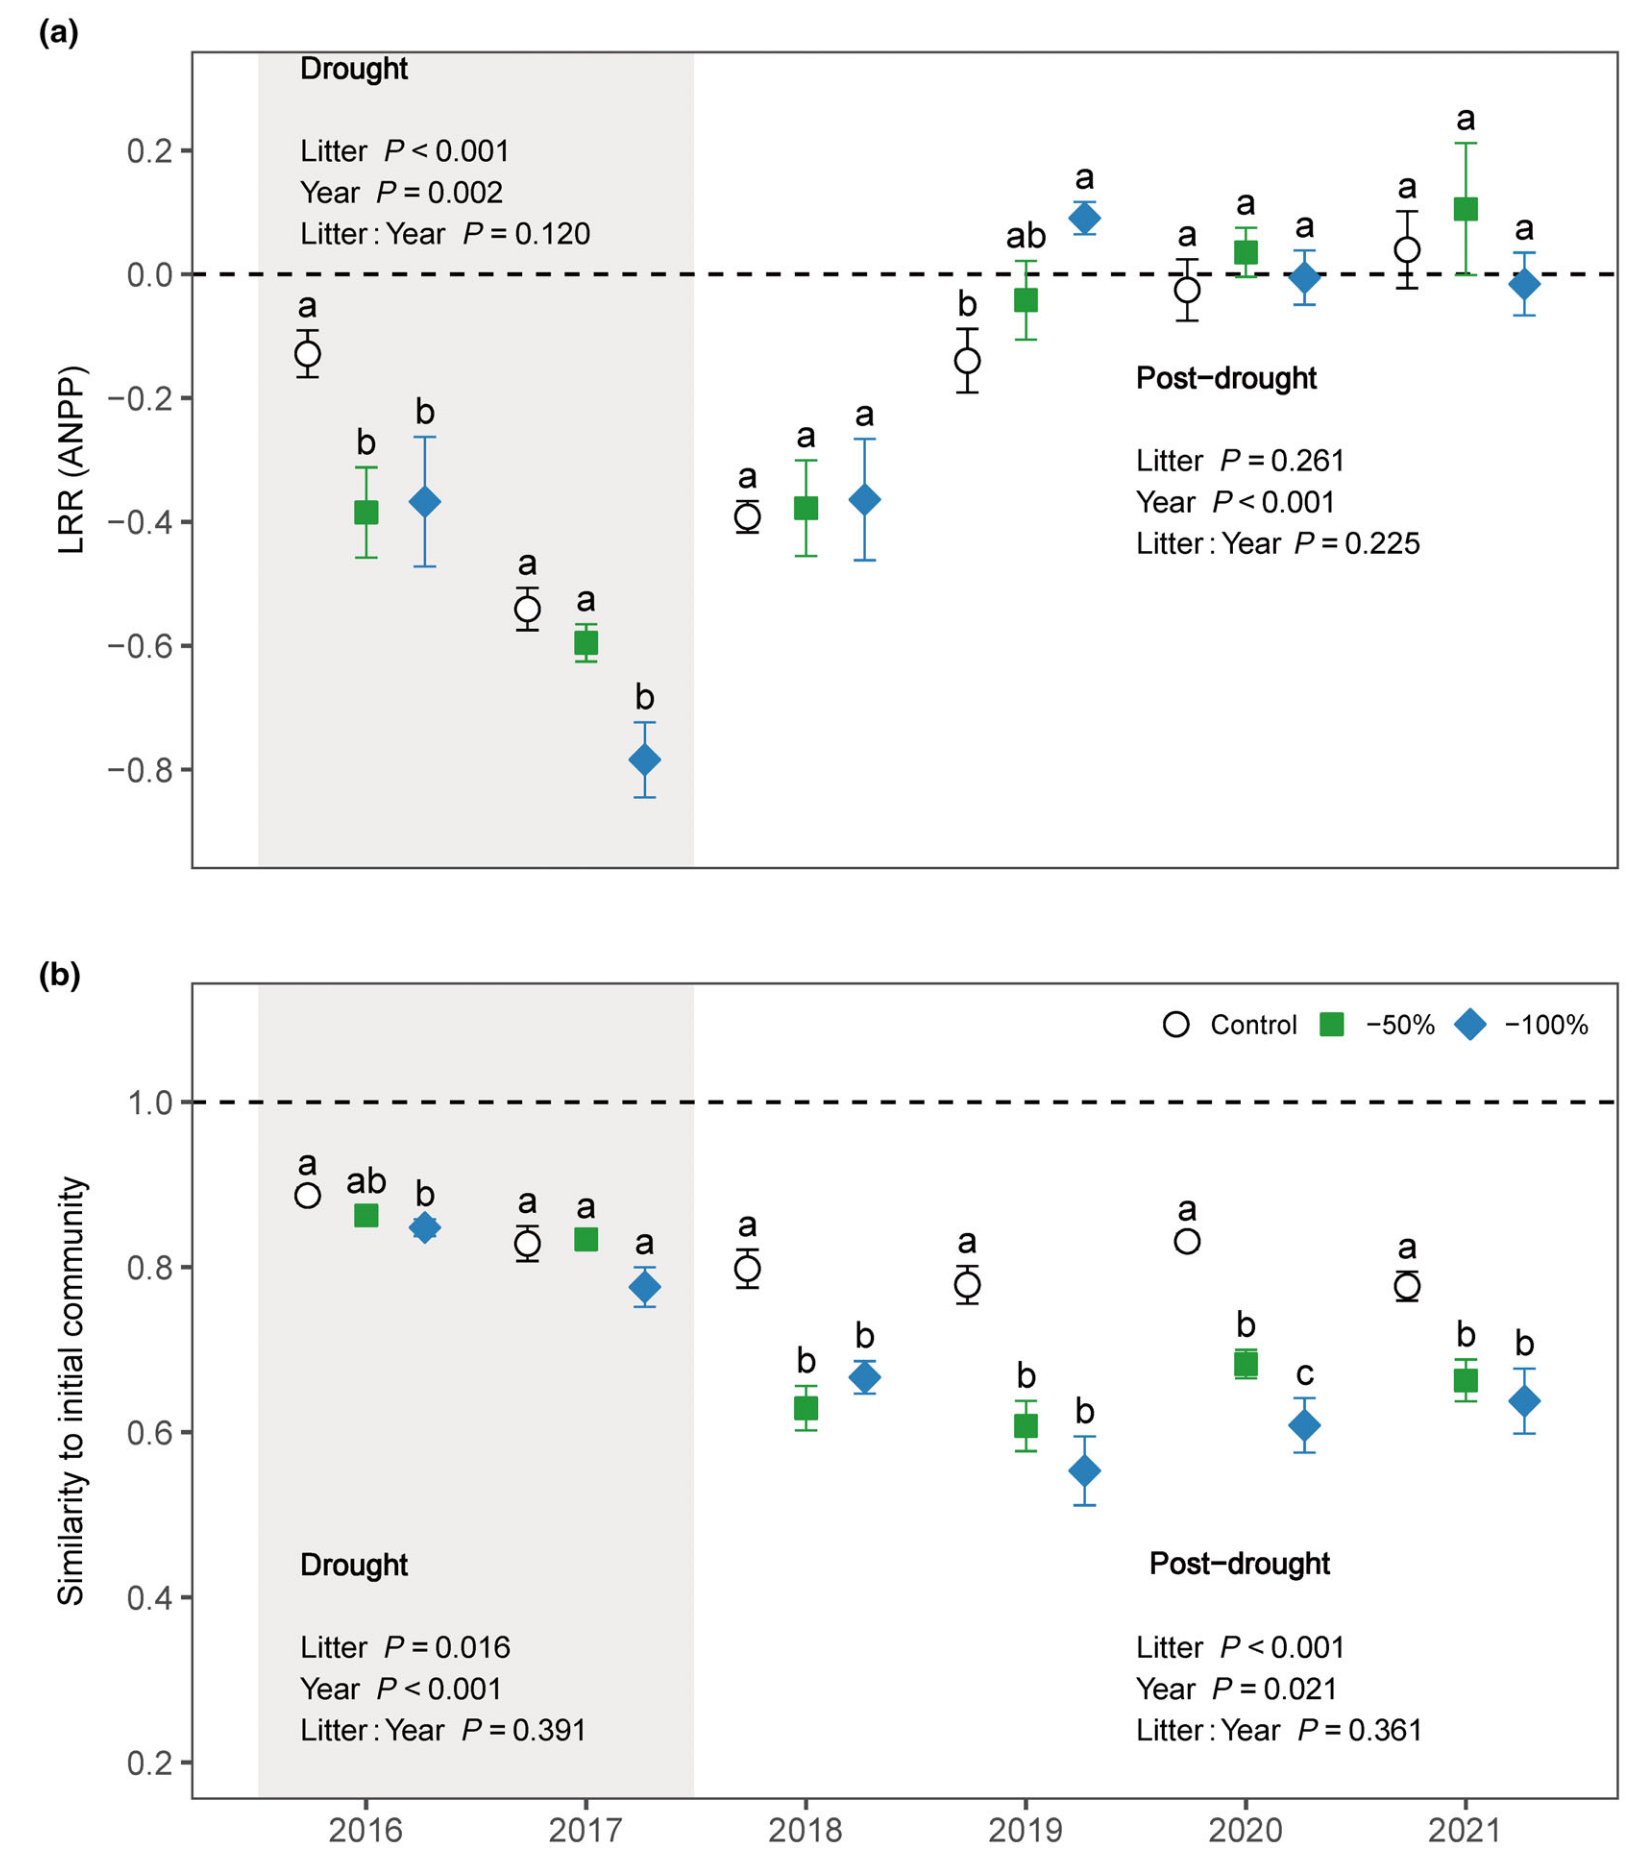 (a)
Drought
Litter P < 0.001
Year P = 0.002
Litter : Year P = 0.120
0.2
0.0
−0.2
−0.4
−0.6
−0.8
LRR (ANPP)
a
b
b
a
a
b
a
a
a
b
ab
a
a
a
a
a
a
a
Post−drought
Litter P = 0.261
Year P < 0.001
Litter : Year P = 0.225
(b)
Control −50% −100%
1.0
0.8
0.6
0.4
0.2
Similarity to initial community
a
ab
b
a
a
a
a
b
b
a
b
b
a
b
c
a
b
b
Drought
Litter P = 0.016
Year P < 0.001
Litter : Year P = 0.391
Post−drought
Litter P < 0.001
Year P = 0.021
Litter : Year P = 0.361
2016 2017 2018 2019 2020 2021